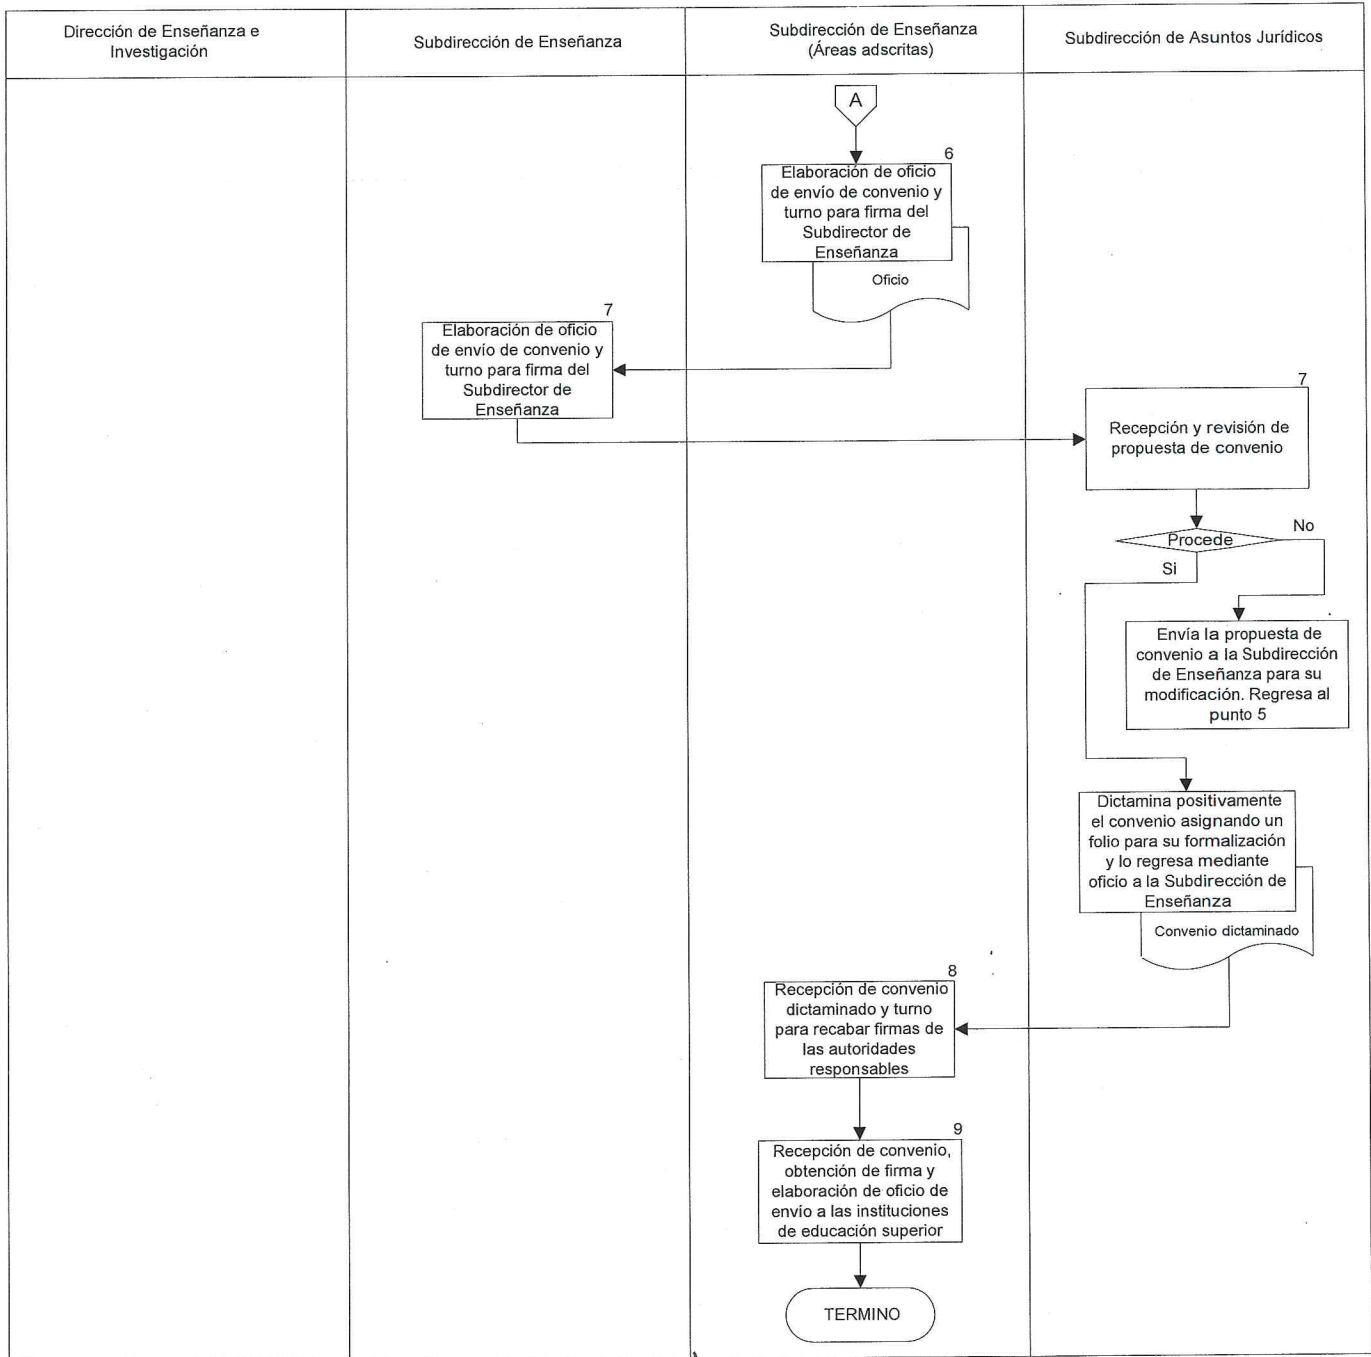 Dirección de Enseñanza e
Investigación
Subdirección de Enseñanza
Subdirección de Enseñanza
(Áreas adscritas)
Subdirección de Asuntos Jurídicos
A
6
Elaboración de oficio
de envío de convenio y
turno para firma del
Subdirector de
Enseñanza
Oficio
7
Elaboración de oficio
de envío de convenio y
turno para firma del
Subdirector de
Enseñanza
7
Recepción y revisión de
propuesta de convenio
Procede
No
Si
Envía la propuesta de
convenio a la Subdirección
de Enseñanza para su
modificación. Regresa al
punto 5
Dictamina positivamente
el convenio asignando un
folio para su formalización
y lo regresa mediante
oficio a la Subdirección de
Enseñanza
Convenio dictaminado
8
Recepción de convenio
dictaminado y turno
para recabar firmas de
las autoridades
responsables
9
Recepción de convenio,
obtención de firma y
elaboración de oficio de
envío a las instituciones
de educación superior
TERMINO